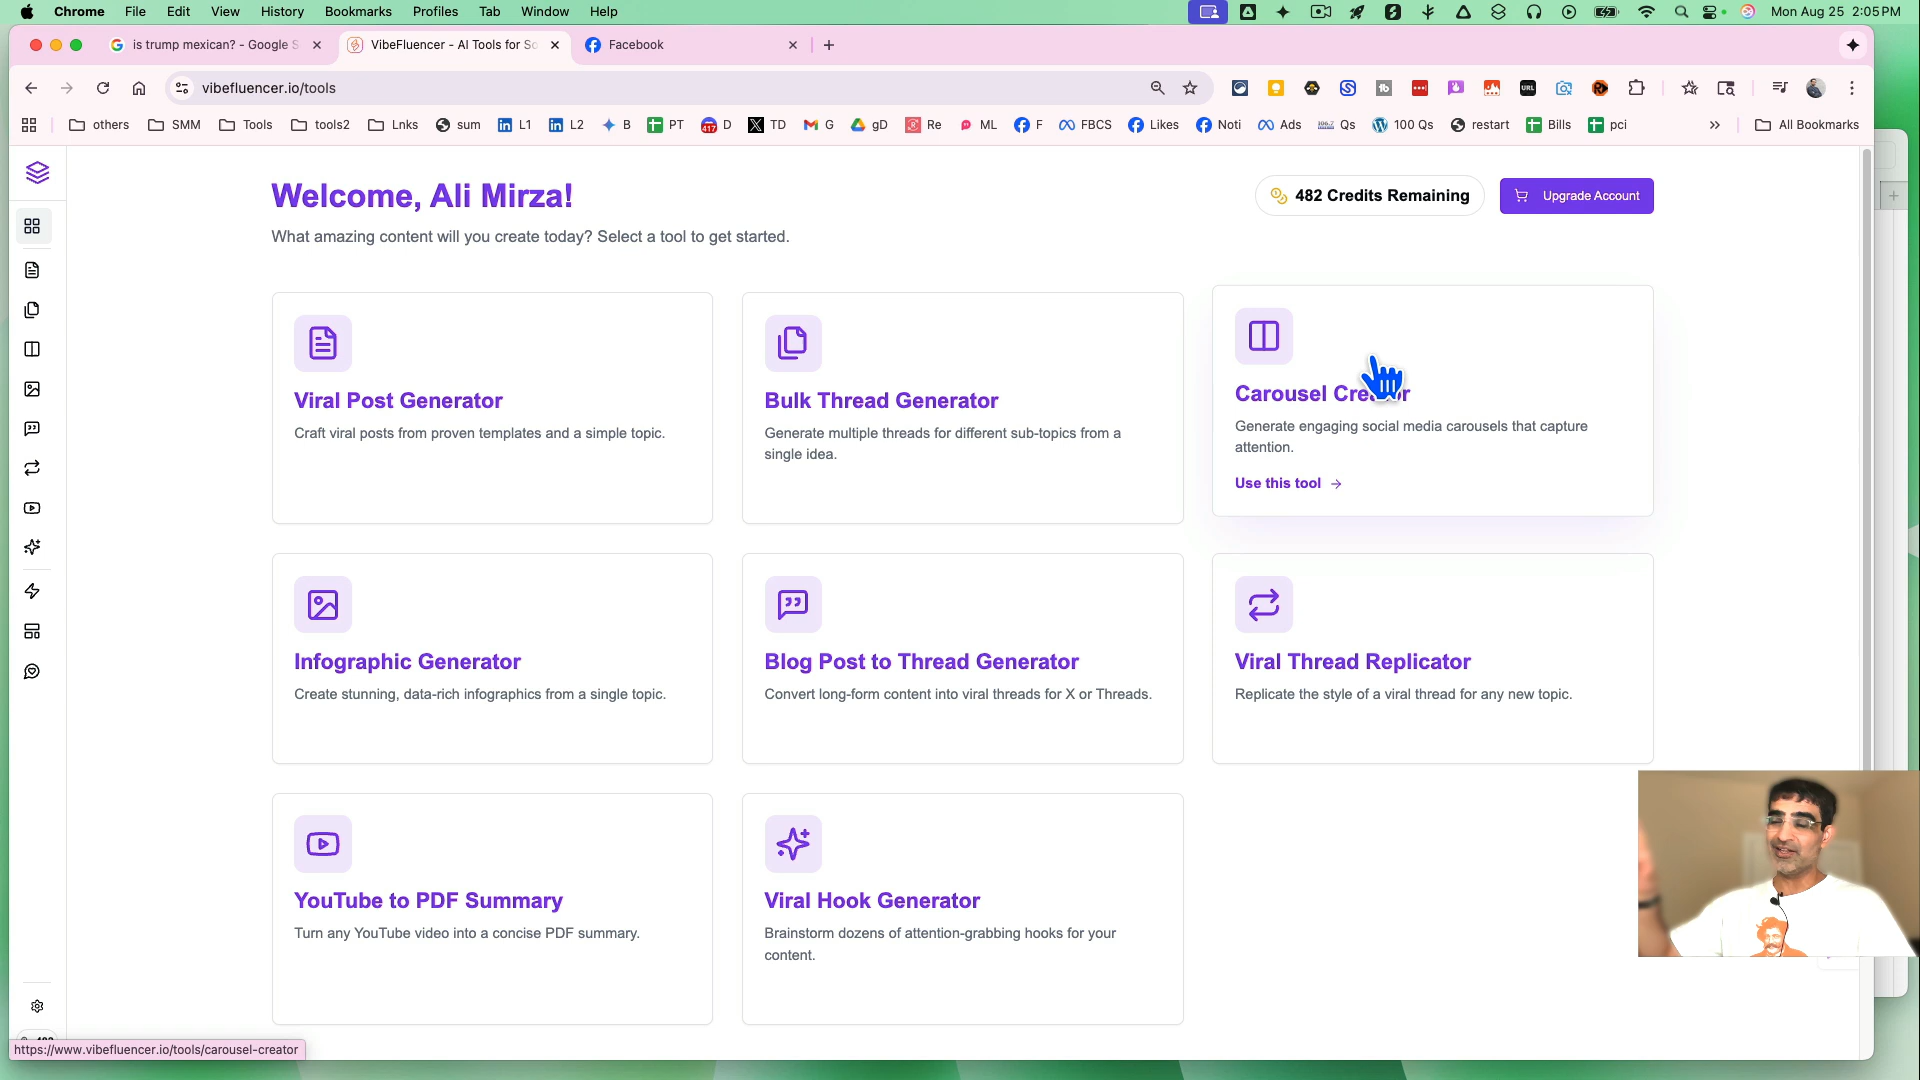 Chrome File Edit View History Bookmarks Profiles Tab Window Help Mon Aug 25 2:05 PM
is trump mexican? - Google S VibeFluencer - AI Tools for So Facebook
vibefluencer.io/tools
others SMM Tools tools2 Lnks sum L1 L2 B PT D TD G gD Re ML F FBCS Likes Noti Ads Qs 100 Qs restart Bills pci All Bookmarks
Welcome, Ali Mirza!
482 Credits Remaining
Upgrade Account
What amazing content will you create today? Select a tool to get started.
Viral Post Generator
Craft viral posts from proven templates and a simple topic.
Bulk Thread Generator
Generate multiple threads for different sub-topics from a
single idea.
Carousel Cre r
Generate engaging social media carousels that capture
attention.
Use this tool →
Infographic Generator
Create stunning, data-rich infographics from a single topic.
Blog Post to Thread Generator
Convert long-form content into viral threads for X or Threads.
Viral Thread Replicator
Replicate the style of a viral thread for any new topic.
YouTube to PDF Summary
Turn any YouTube video into a concise PDF summary.
Viral Hook Generator
Brainstorm dozens of attention-grabbing hooks for your
content.
https://www.vibefluencer.io/tools/carousel-creator